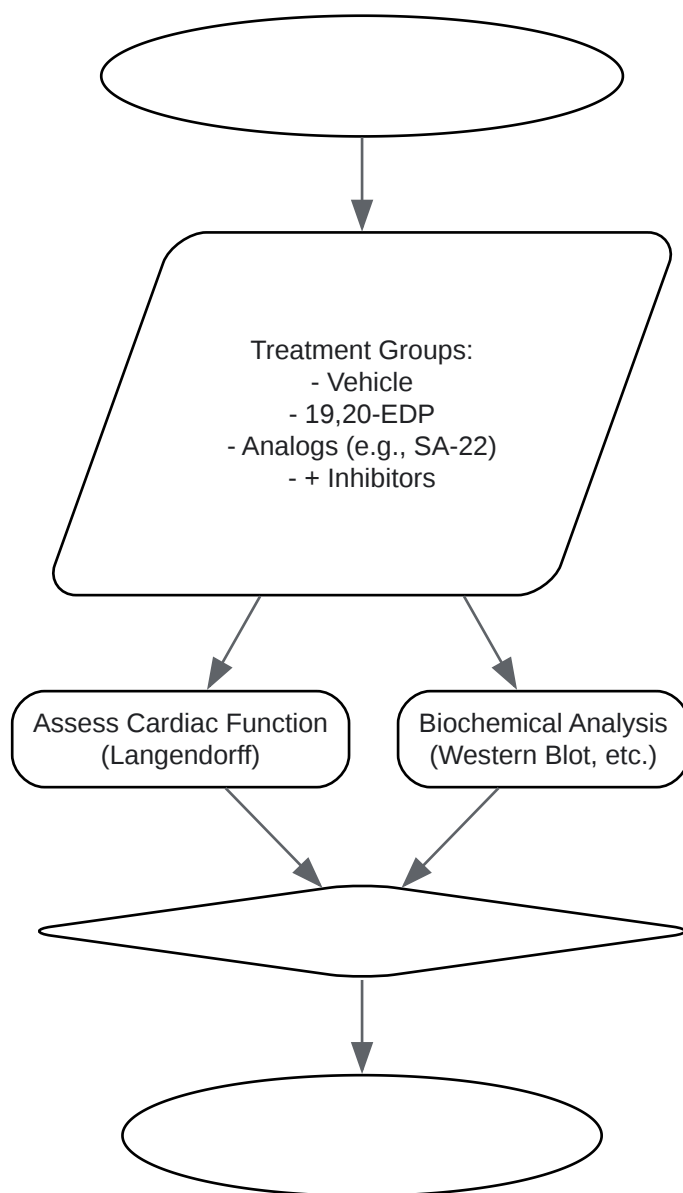 Treatment Groups:
- Vehicle
- 19,20-EDP
- Analogs (e.g., SA-22)
- + Inhibitors
Assess Cardiac Function
(Langendorff)
Biochemical Analysis
(Western Blot, etc.)